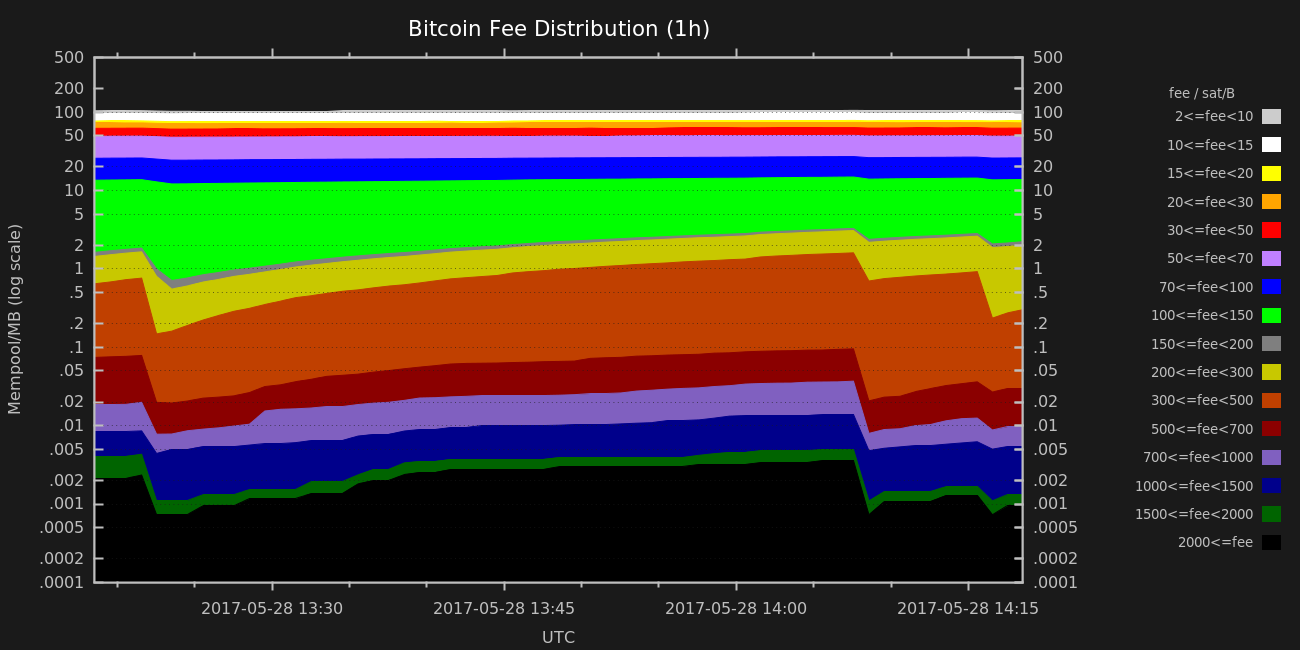 Bitcoin Fee Distribution (1h)
Mempool/MB (log scale)
500
200
100
50
20
10
5
2
1
.5
.2
.1
.05
.02
.01
.005
.002
.001
.0005
.0002
.0001
500
200
100
50
20
10
5
2
1
.5
.2
.1
.05
.02
.01
.005
.002
.001
.0005
.0002
.0001
2017-05-28 13:30
2017-05-28 13:45
2017-05-28 14:00
2017-05-28 14:15
UTC
fee / sat/B
2<=fee<10
10<=fee<15
15<=fee<20
20<=fee<30
30<=fee<50
50<=fee<70
70<=fee<100
100<=fee<150
150<=fee<200
200<=fee<300
300<=fee<500
500<=fee<700
700<=fee<1000
1000<=fee<1500
1500<=fee<2000
2000<=fee